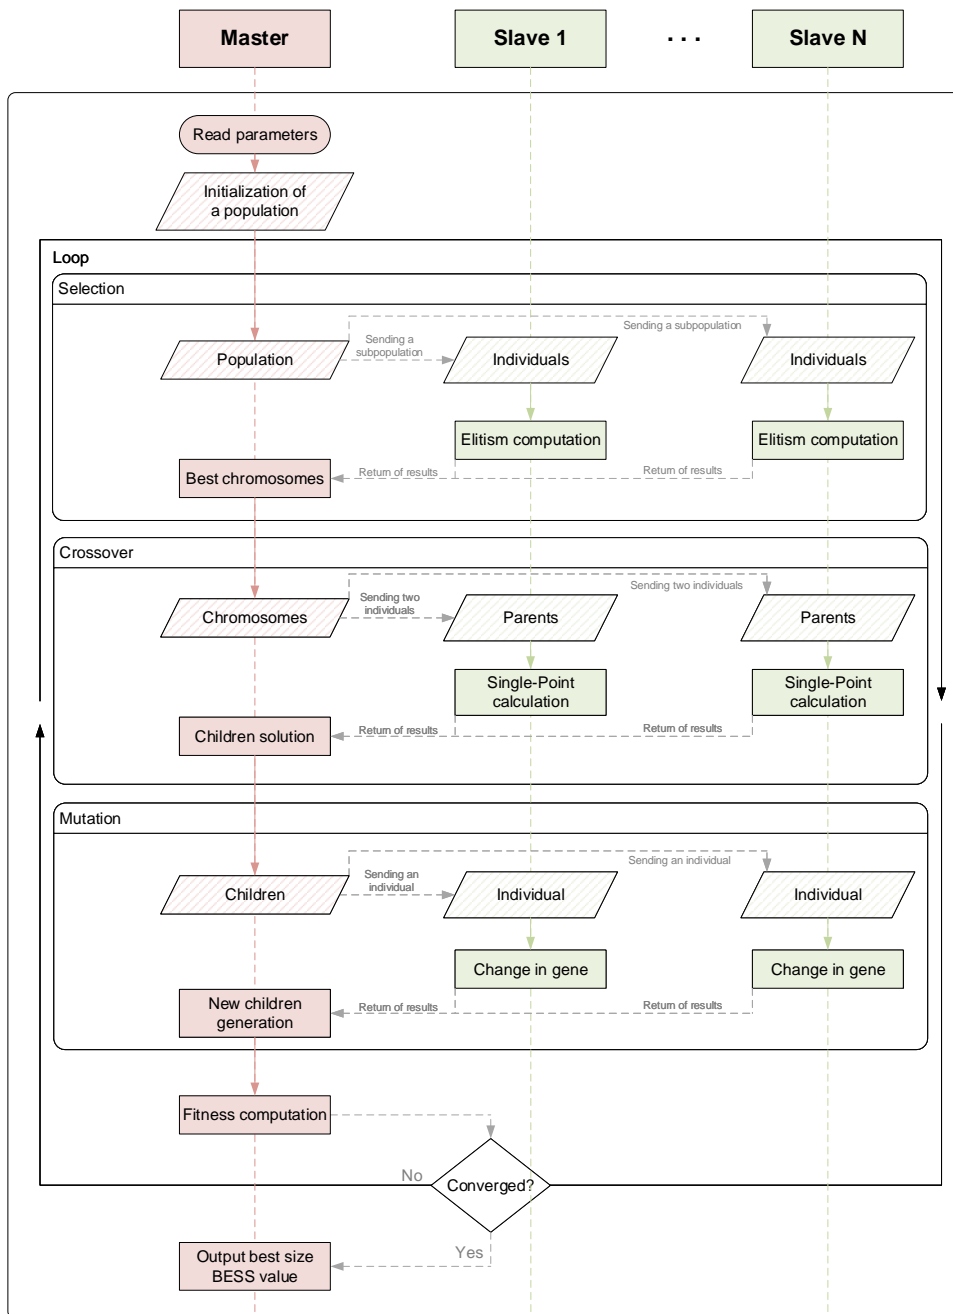 Master
Slave 1
. . .
Slave N
Read parameters
Initialization of
a population
Loop
Selection
Sending a subpopulation
Sending a
subpopulation
Population
Individuals
Individuals
Elitism computation
Elitism computation
Best chromosomes
Return of results
Return of results
Crossover
Sending two individuals
Sending two
individuals
Chromosomes
Parents
Parents
Single-Point
calculation
Single-Point
calculation
Children solution
Return of results
Return of results
Mutation
Sending an individual
Sending an
individual
Children
Individual
Individual
Change in gene
Change in gene
New children
generation
Return of results
Return of results
Fitness computation
No
Converged?
Yes
Output best size
BESS value